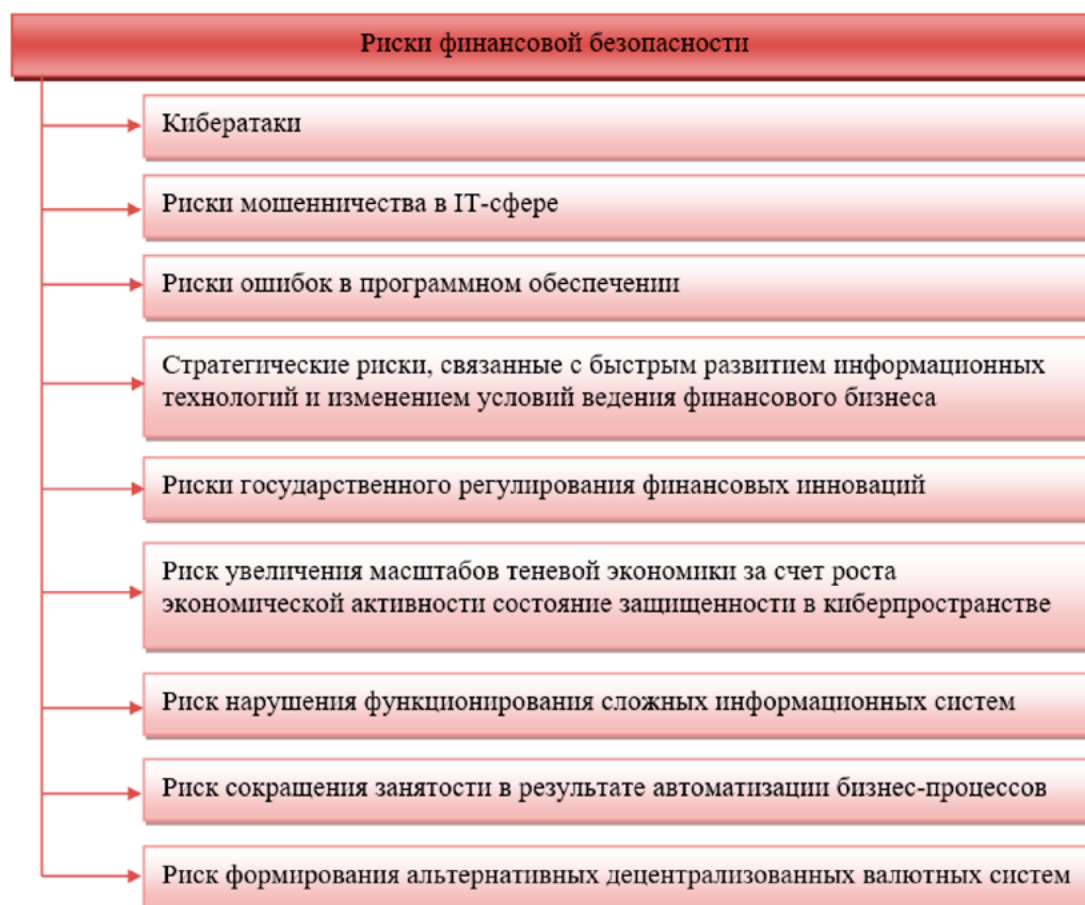 Риски финансовой безопасности
Кибератаки
Риски мошенничества в IT-сфере
Риски ошибок в программном обеспечении
Стратегические риски, связанные с быстрым развитием информационных
технологий и изменением условий ведения финансового бизнеса
Риски государственного регулирования финансовых инноваций
Риск увеличения масштабов теневой экономики за счет роста
экономической активности состояние защищенности в киберпространстве
Риск нарушения функционирования сложных информационных систем
Риск сокращения занятости в результате автоматизации бизнес-процессов
Риск формирования альтернативных децентрализованных валютных систем